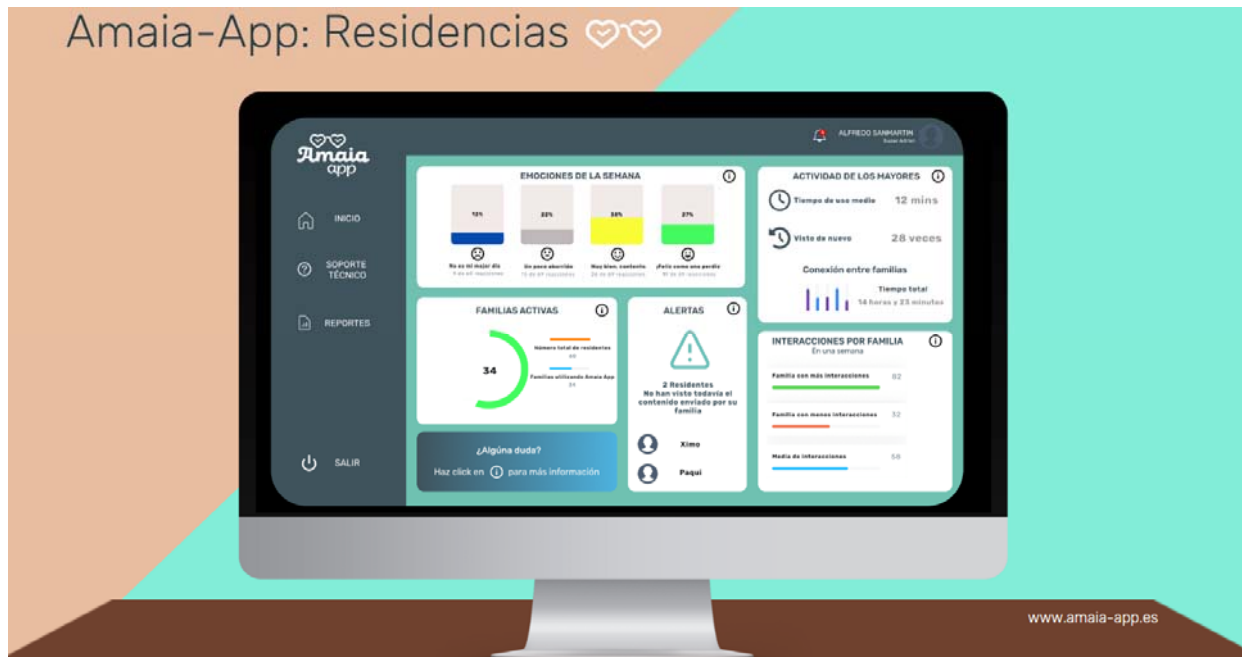 Amaia-App: Residencias
Amaia
app
ALFREDO SANMARTIN
INICIO
SOPORTE
TÉCNICO
REPORTES
SALIR
EMOCIONES DE LA SEMANA
13% 22% 27%
No es mi mejor día
Un poco aburrido
Muy bien, contento
¡Feliz como una perdiz
ACTIVIDAD DE LOS MAYORES
Tiempo de uso medio 12 mins
Visto de nuevo 28 veces
Conexión entre familias
Tiempo total
14 horas y 23 minutos
FAMILIAS ACTIVAS
34
Número total de residentes
Familias utilizando Amaia App
34
ALERTAS
2 Residentes
No han visto todavía el
contenido enviado por su
familia
Ximo
Paqui
INTERACCIONES POR FAMILIA
En una semana
Familia con más interacciones 82
Familia con menos interacciones 32
Media de interacciones
¿Algúna duda?
Haz click en i para más información
www.amaia-app.es